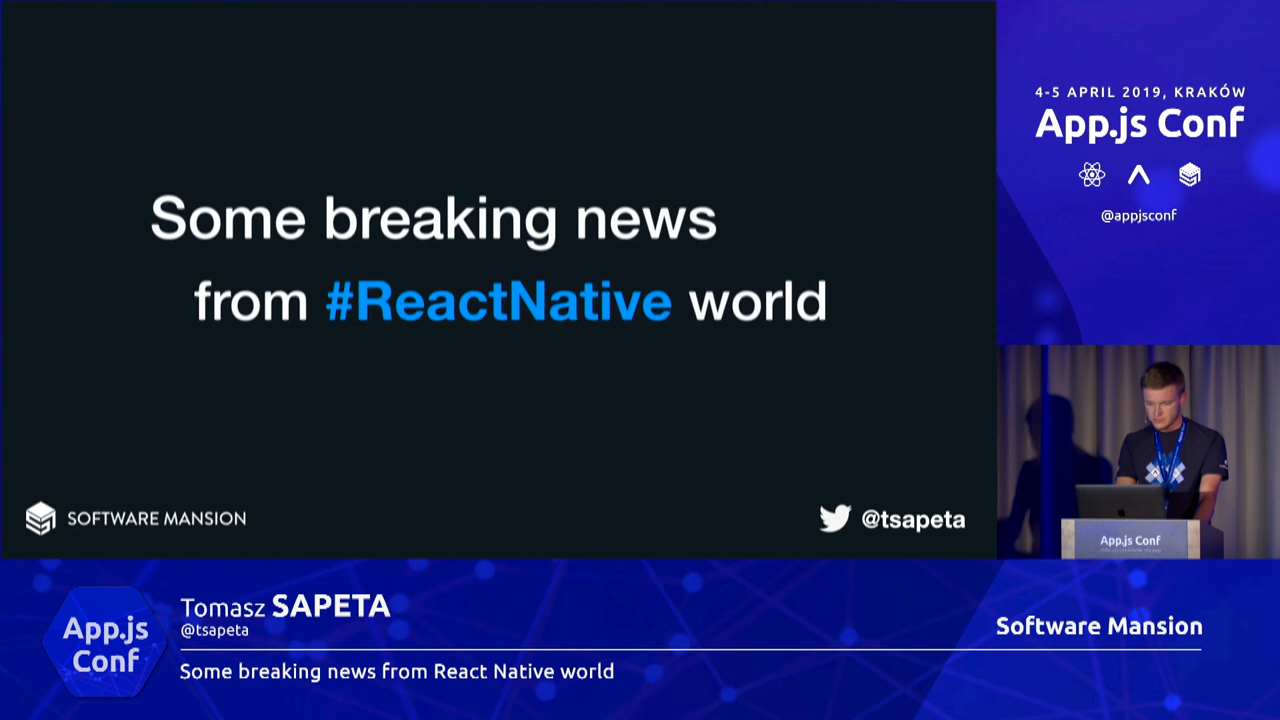 Some breaking news
from #ReactNative world
SOFTWARE MANSION
@tsapeta
4-5 APRIL 2019, KRAKÓW
App.js Conf
@appjsconf
App.js Conf
App.js
Conf
Tomasz SAPETA
@tsapeta
Some breaking news from React Native world
Software Mansion